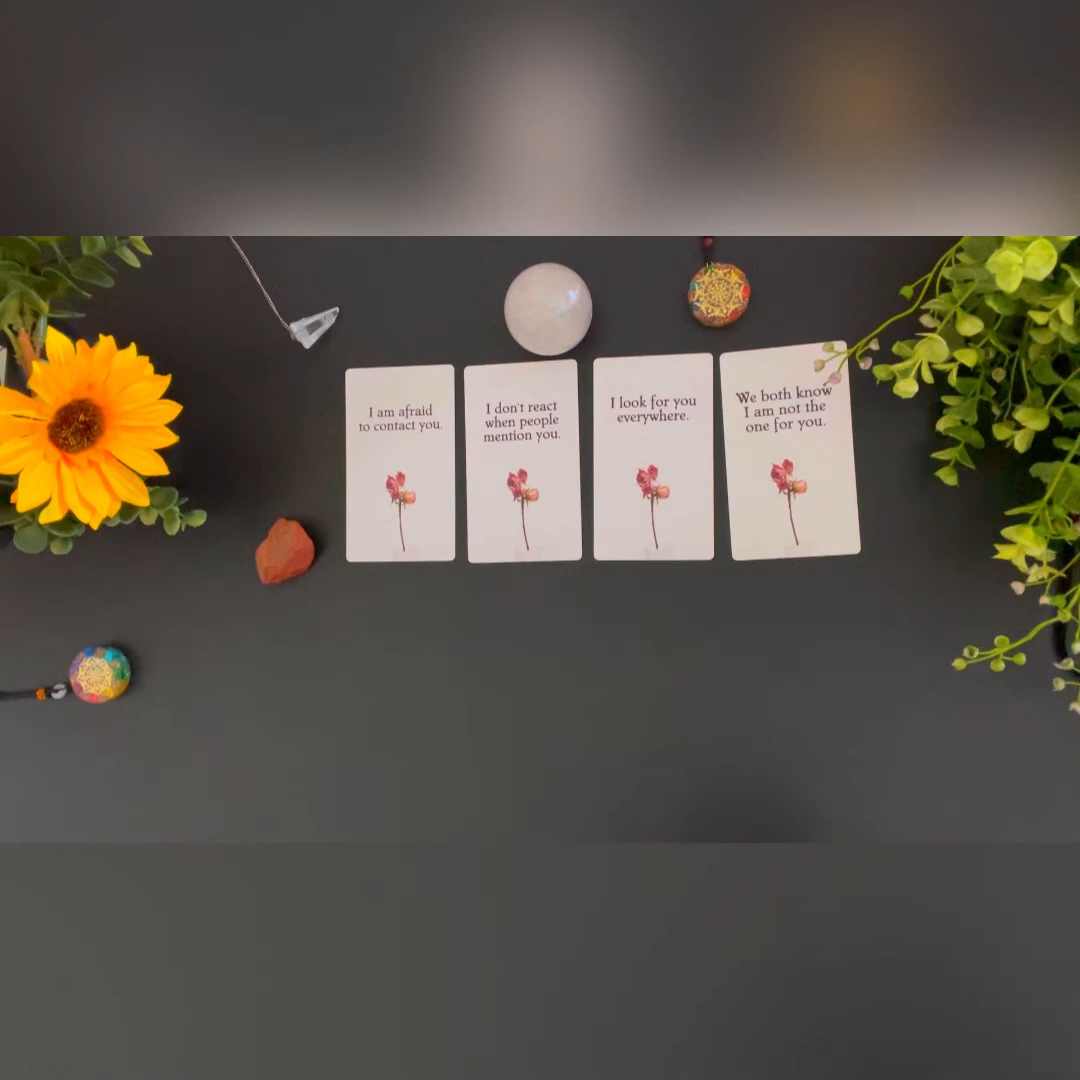 I am afraid
to contact you.
I don't react
when people
mention you.
I look for you
everywhere.
We both know
I am not the
one for you.